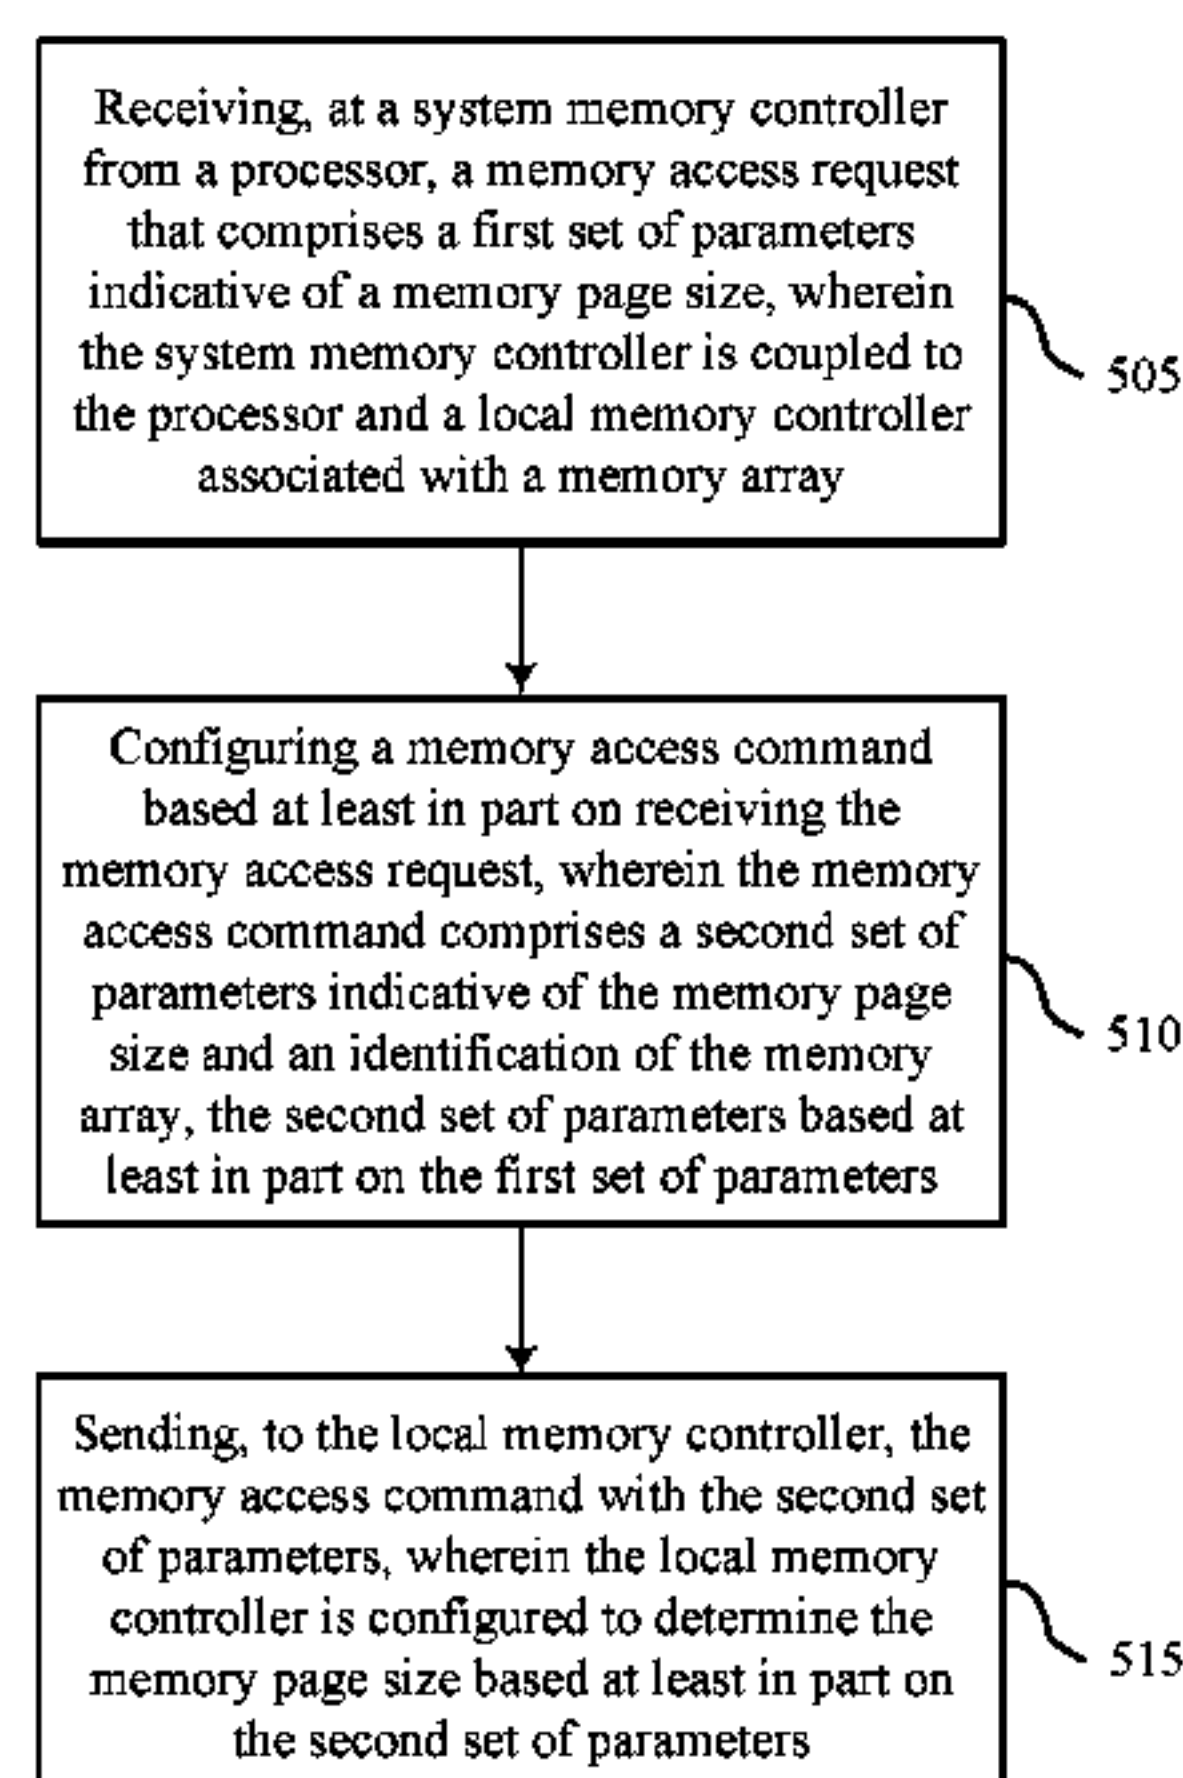 Receiving, at a system memory controller
from a processor, a memory access request
that comprises a first set of parameters
indicative of a memory page size, wherein
the system memory controller is coupled to
the processor and a local memory controller
associated with a memory array
505
Configuring a memory access command
based at least in part on receiving the
memory access request, wherein the memory
access command comprises a second set of
parameters indicative of the memory page
size and an identification of the memory
array, the second set of parameters based at
least in part on the first set of parameters
510
Sending, to the local memory controller, the
memory access command with the second set
of parameters, wherein the local memory
controller is configured to determine the
memory page size based at least in part on
the second set of parameters
515